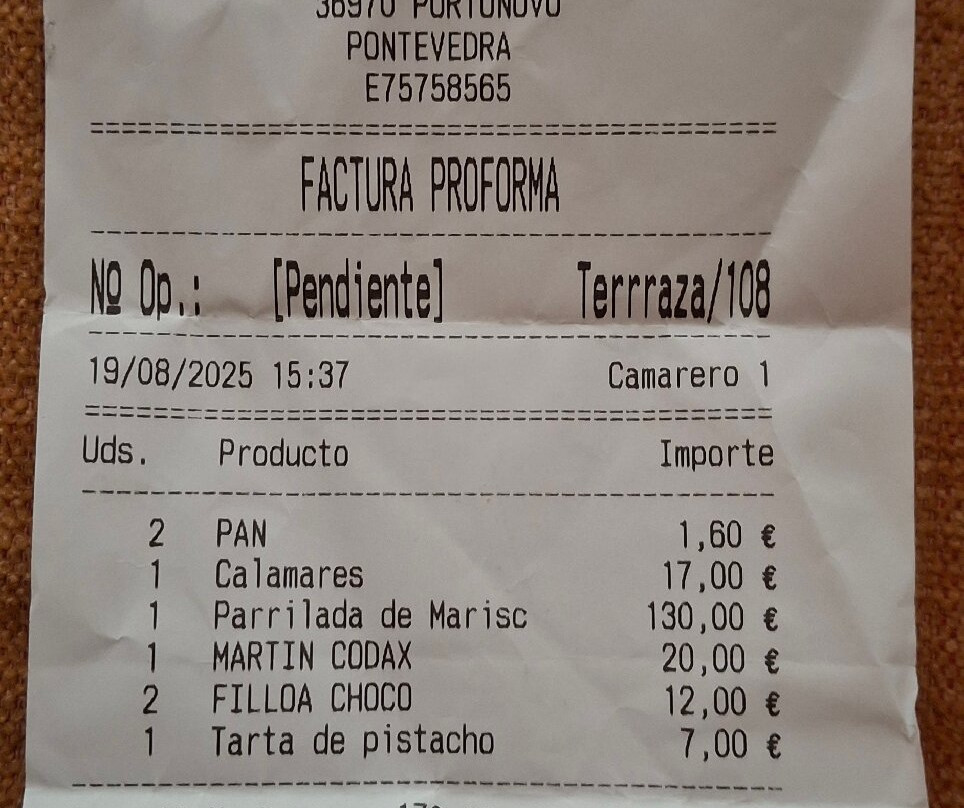 36970 PORTONOVO
PONTEVEDRA
E75758565
FACTURA PROFORMA
Nº Op.: [Pendiente] Terrraza/108
19/08/2025 15:37 Camarero 1
Uds. Producto Importe
2 PAN 1,60 €
1 Calamares 17,00 €
1 Parrilada de Marisc 130,00 €
1 MARTIN CODAX 20,00 €
2 FILLOA CHOCO 12,00 €
1 Tarta de pistacho 7,00 €